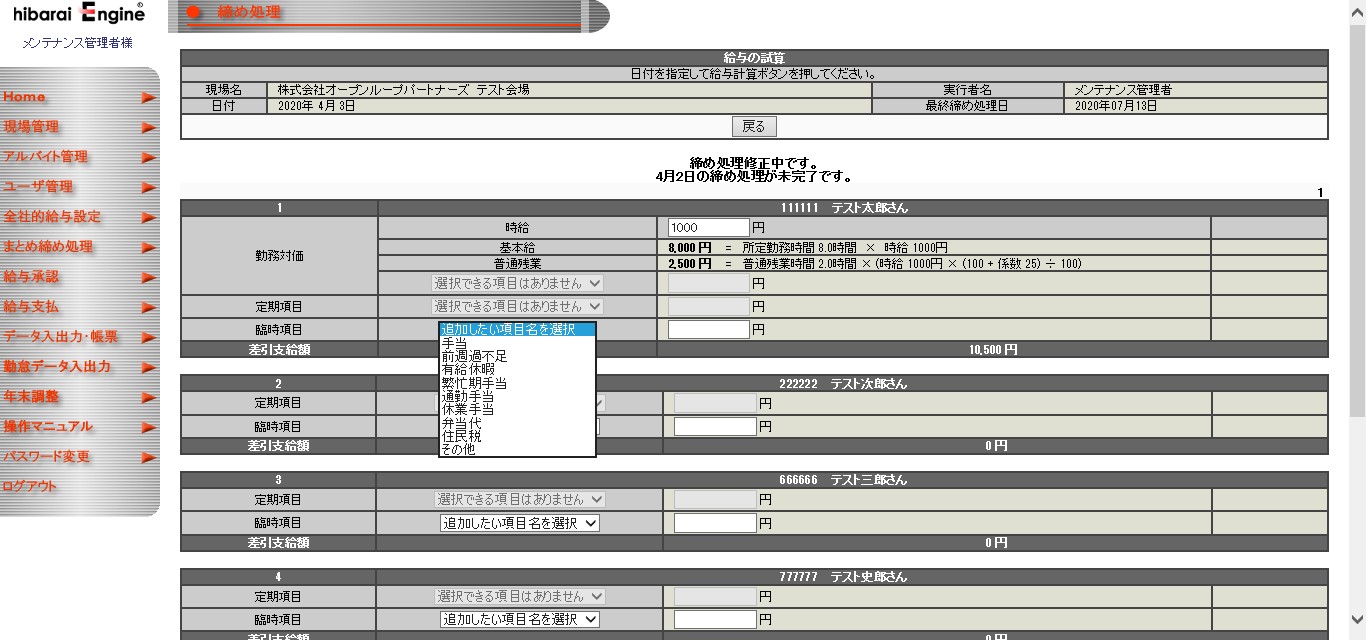 hibarai Engine
メンテナンス管理者様
Home
現場管理
アルバイト管理
ユーザ管理
全社的給与設定
まとめ締め処理
給与承認
給与支払
データ入出力・帳票
勤怠データ入出力
年末調整
操作マニュアル
パスワード変更
ログアウト
締め処理
給与の試算
日付を指定して給与計算ボタンを押してください。
現場名 株式会社オープンループパートナーズ テスト会場 実行者名 メンテナンス管理者
日付 2020年 4月 3日 最終締め処理日 2020年07月13日
戻る
締め処理修正中です。
4月2日の締め処理が未完了です。
1
1 111111 テスト太郎さん
勤務対価
時給 1000 円
基本給 8,000 円 = 所定勤務時間 8.0時間 × 時給 1000円
普通残業 2,500 円 = 普通残業時間 2.0時間 × (時給 1000円 × (100 + 係数 25) ÷ 100)
選択できる項目はありません 円
定期項目 選択できる項目はありません 円
臨時項目 追加したい項目名を選択 円
手当
前週過不足
有給休暇
繁忙期手当
通勤手当
休業手当
弁当代
住民税
その他
差引支給額 10,500 円
2 222222 テスト次郎さん
定期項目 円
臨時項目 円
差引支給額 0 円
3 666666 テスト三郎さん
定期項目 選択できる項目はありません 円
臨時項目 追加したい項目名を選択 円
差引支給額 0 円
4 777777 テスト史郎さん
定期項目 選択できる項目はありません 円
臨時項目 追加したい項目名を選択 円
差引支給額 0 円